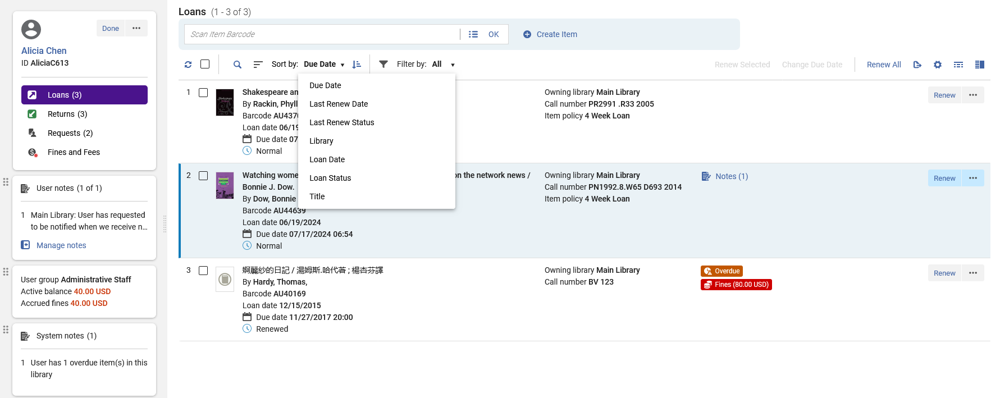 Done
Alicia Chen
ID AliciaC613
Loans (3)
Returns (3)
Requests (2)
Fines and Fees
User notes (1 of 1)
1 Main Library: User has requested
to be notified when we receive n...
Manage notes
User group Administrative Staff
Active balance 40.00 USD
Accrued fines 40.00 USD
System notes (1)
1 User has 1 overdue item(s) in this
library
Loans (1 - 3 of 3)
Scan Item Barcode
OK
Create Item
Sort by: Due Date
Filter by: All
Renew Selected
Change Due Date
Renew All
Due Date
Last Renew Date
Last Renew Status
Library
Loan Date
Loan Status
Title
1
Shakespeare an
By Rackin, Phyll
Barcode AU437
Loan date 06/19
Due date 07
Normal
Owning library Main Library
Call number PR2991 .R33 2005
Item policy 4 Week Loan
Renew
2
Watching wome on the network news /
Bonnie J. Dow.
By Dow, Bonnie
Barcode AU44639
Loan date 06/19/2024
Due date 07/17/2024 06:54
Normal
Owning library Main Library
Call number PN1992.8.W65 D693 2014
Item policy 4 Week Loan
Notes (1)
Renew
3
婀麗紗的日記 / 湯姆斯.哈代著 ; 楊杏芬譯
By Hardy, Thomas,
Barcode AU40169
Loan date 12/15/2015
Due date 11/27/2017 20:00
Renewed
Owning library Main Library
Call number BV 123
Overdue
Fines (80.00 USD)
Renew